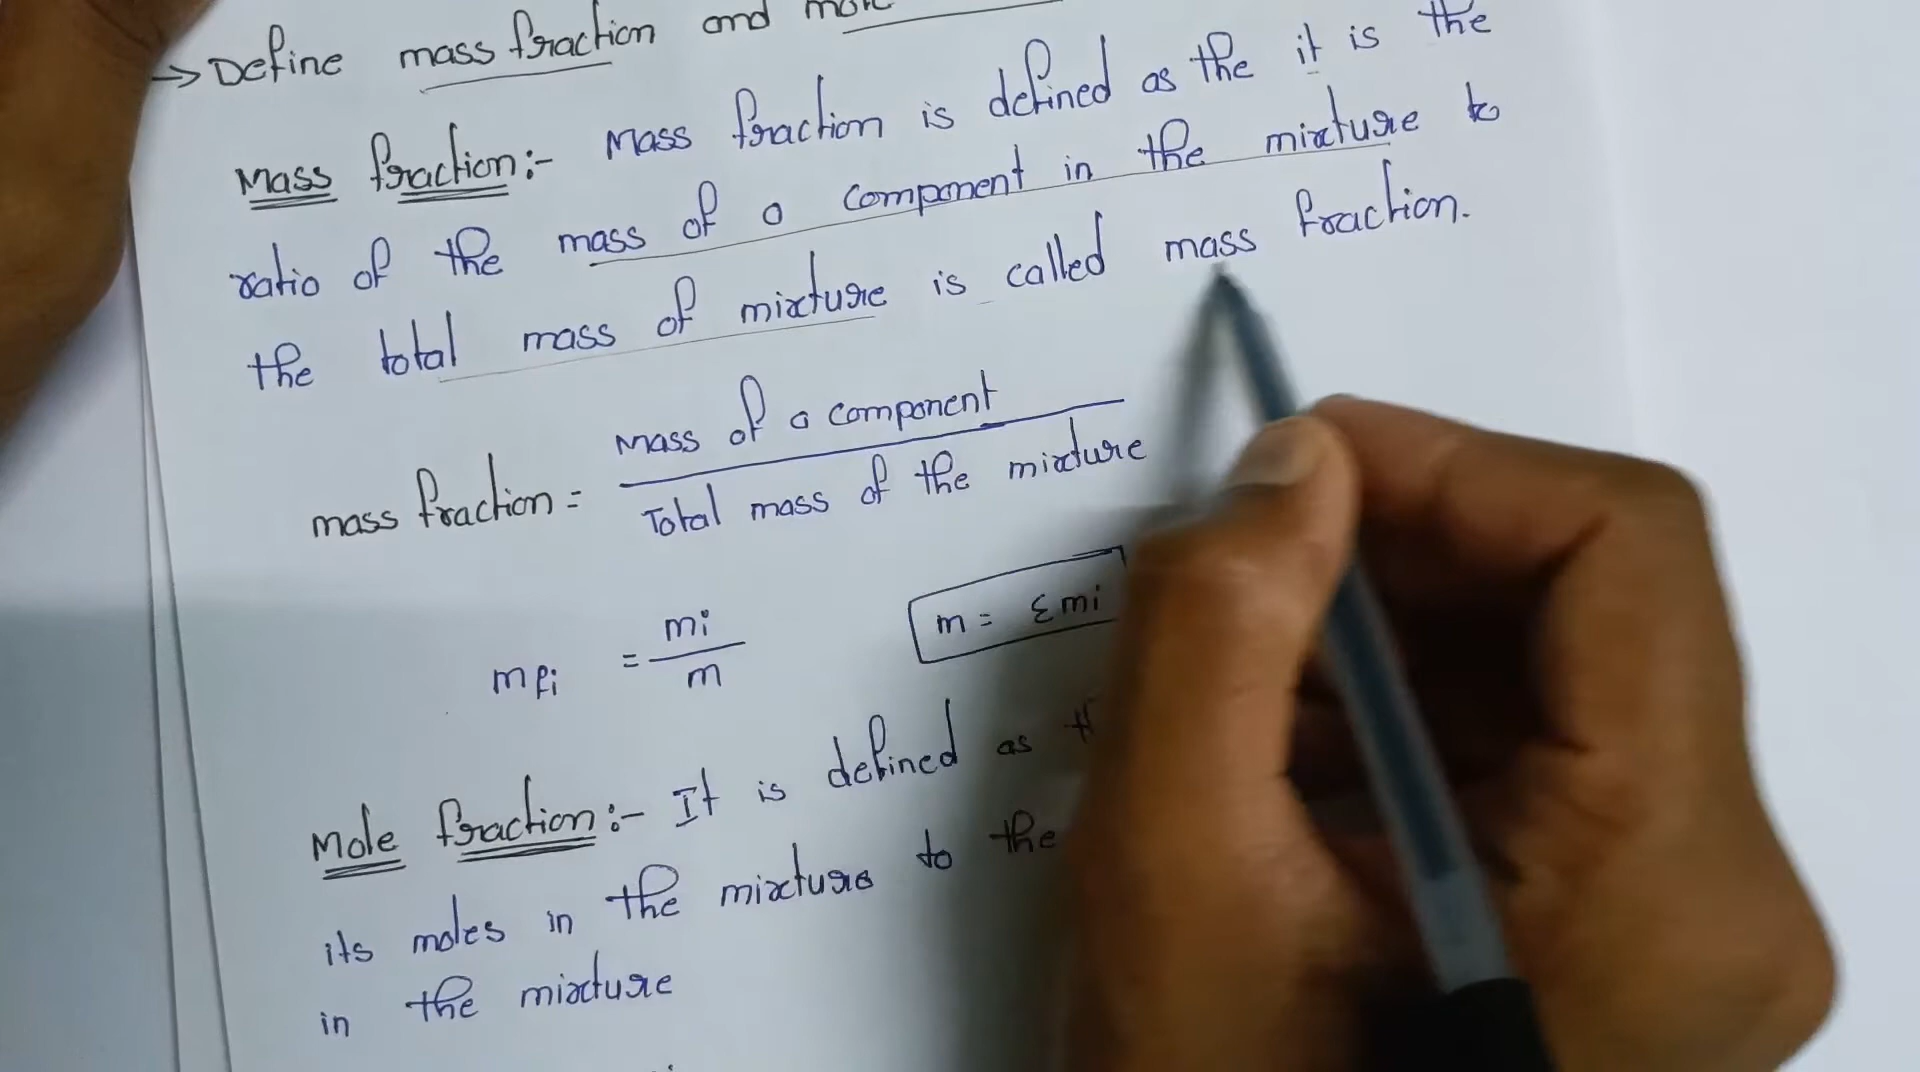 → Define mass fraction and
Mass fraction:- Mass fraction is defined as the it is the
ratio of the mass of a component in the mixture to
the total mass of mixture is called mass fraction.
mass fraction = Mass of a component
Total mass of the mixture
mfi = mi
m
m = Σmi
Mole fraction:- It is defined as
its moles in the mixture to the
in the mixture